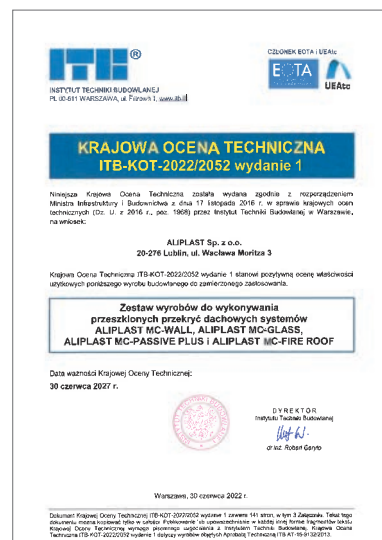 ITB®
INSTYTUT TECHNIKI BUDOWLANEJ
PL 00-611 WARSZAWA, ul. Filtrowa 1, www.itb.pl
CZŁONEK EOTA i UEAtc
EOTA
UEAtc
KRAJOWA OCENA TECHNICZNA
ITB-KOT-2022/2052 wydanie 1
Niniejsza Krajowa Ocena Techniczna została wydana zgodnie z rozporządzeniem
Ministra Infrastruktury i Budownictwa z dnia 17 listopada 2016 r. w sprawie krajowych ocen
technicznych (Dz. U. z 2016 r., poz. 1968) przez Instytut Techniki Budowlanej w Warszawie,
na wniosek:
ALIPLAST Sp. z o.o.
20-276 Lublin, ul. Wacława Moritza 3
Krajowa Ocena Techniczna ITB-KOT-2022/2052 wydanie 1 stanowi pozytywną ocenę właściwości
użytkowych poniższego wyrobu budowlanego do zamierzonego zastosowania.
Zestaw wyrobów do wykonywania
przeszklonych przekryć dachowych systemów
ALIPLAST MC-WALL, ALIPLAST MC-GLASS,
ALIPLAST MC-PASSIVE PLUS i ALIPLAST MC-FIRE ROOF
Data ważności Krajowej Oceny Technicznej:
30 czerwca 2027 r.
DYREKTOR
Instytutu Techniki Budowlanej
dr inż. Robert Geryło
Warszawa, 30 czerwca 2022 r.
Dokument Krajowej Oceny Technicznej ITB-KOT-2022/2052 wydanie 1 zawiera 141 stron, w tym 3 Załączniki. Tekst tego
dokumentu można kopiować tylko w całości. Publikowanie lub upowszechnianie w każdej innej formie fragmentów tekstu
Krajowej Oceny Technicznej wymaga pisemnego uzgodnienia z Instytutem Techniki Budowlanej. Krajowa Ocena
Techniczna ITB-KOT-2022/2052 wydanie 1 dotyczy wyrobów objętych Aprobatą Techniczną ITB AT-15-9132/2013.